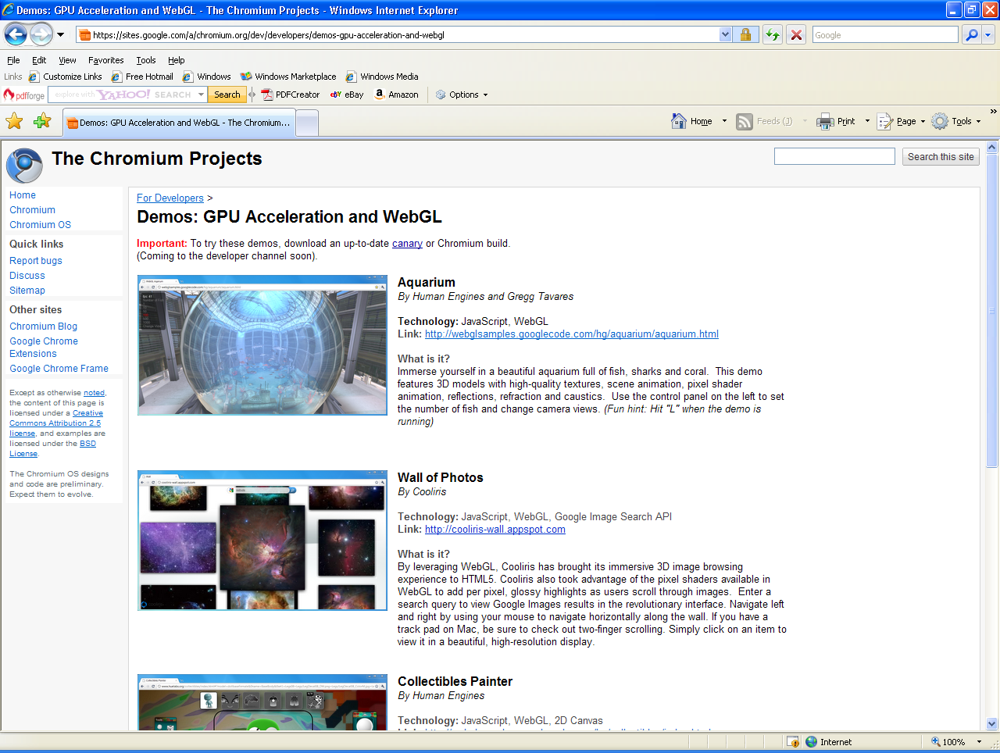 Demos: GPU Acceleration and WebGL - The Chromium Projects - Windows Internet Explorer
https://sites.google.com/a/chromium.org/dev/developers/demos-gpu-acceleration-and-webgl
Google
File Edit View Favorites Tools Help
Links Customize Links Free Hotmail Windows Windows Marketplace Windows Media
pdfforge explore with YAHOO! SEARCH Search PDFCreator eBay Amazon Options
Demos: GPU Acceleration and WebGL - The Chromium... Home Feeds (J) Print Page Tools
The Chromium Projects
Search this site
Home
Chromium
Chromium OS
Quick links
Report bugs
Discuss
Sitemap
Other sites
Chromium Blog
Google Chrome
Extensions
Google Chrome Frame
Except as otherwise noted,
the content of this page is
licensed under a Creative
Commons Attribution 2.5
license, and examples are
licensed under the BSD
License.
The Chromium OS designs
and code are preliminary.
Expect them to evolve.
For Developers >
Demos: GPU Acceleration and WebGL
Important: To try these demos, download an up-to-date canary or Chromium build.
(Coming to the developer channel soon).
Aquarium
By Human Engines and Gregg Tavares
Technology: JavaScript, WebGL
Link: http://webglsamples.googlecode.com/hg/aquarium/aquarium.html
What is it?
Immerse yourself in a beautiful aquarium full of fish, sharks and coral. This demo
features 3D models with high-quality textures, scene animation, pixel shader
animation, reflections, refraction and caustics. Use the control panel on the left to set
the number of fish and change camera views. (Fun hint: Hit "L" when the demo is
running)
Wall of Photos
By Cooliris
Technology: JavaScript, WebGL, Google Image Search API
Link: http://cooliris-wall.appspot.com
What is it?
By leveraging WebGL, Cooliris has brought its immersive 3D image browsing
experience to HTML5. Cooliris also took advantage of the pixel shaders available in
WebGL to add per pixel, glossy highlights as users scroll through images. Enter a
search query to view Google Images results in the revolutionary interface. Navigate left
and right by using your mouse to navigate horizontally along the wall. If you have a
track pad on Mac, be sure to check out two-finger scrolling. Simply click on an item to
view it in a beautiful, high-resolution display.
Collectibles Painter
By Human Engines
Technology: JavaScript, WebGL, 2D Canvas
Internet
100%